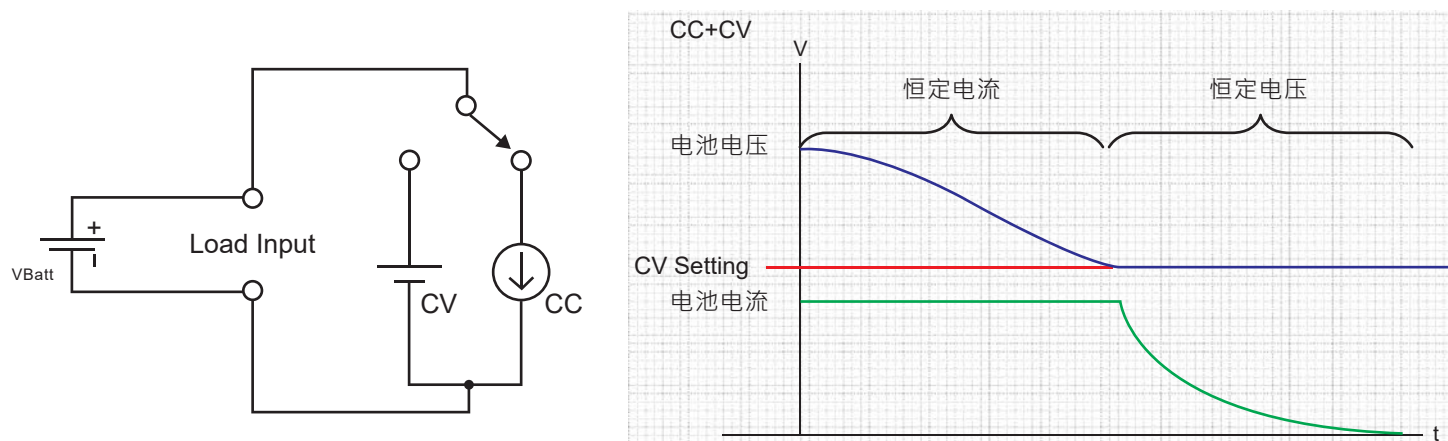 +
VBatt
Load Input
CV
CC
CC+CV
V
恒定电流
恒定电压
电池电压
CV Setting
电池电流
t